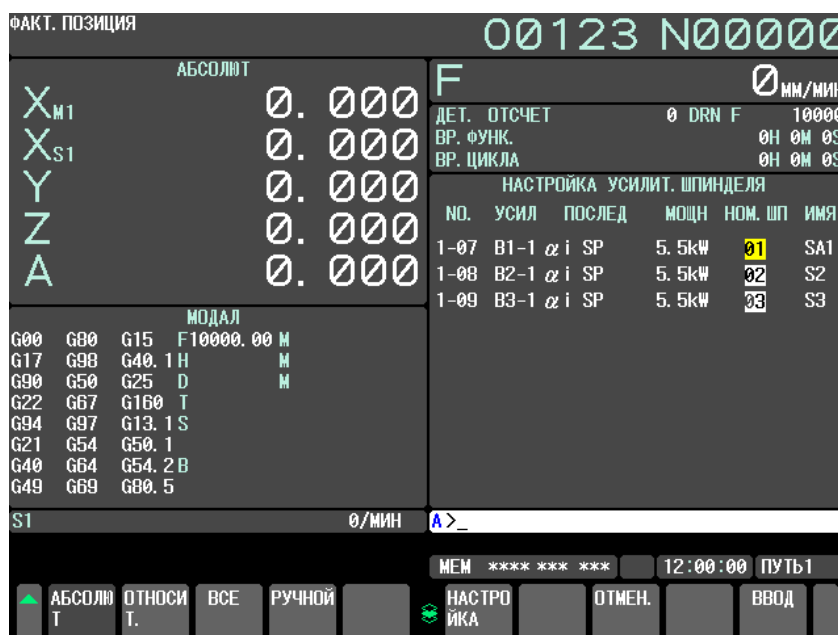 ФАКТ. ПОЗИЦИЯ
O0123 N00000
АБСОЛЮТ
XM1 0.000
XS1 0.000
Y 0.000
Z 0.000
A 0.000
F 0 ММ/МИН
ДЕТ. ОТСЧЕТ 0 DRN F 10000
ВР. ФУНК. 0H 0M 0S
ВР. ЦИКЛА 0H 0M 0S
НАСТРОЙКА УСИЛИТ. ШПИНДЕЛЯ
NO. УСИЛ ПОСЛЕД МОЩН НОМ. ШП ИМЯ
1-07 B1-1 αi SP 5.5kW 01 SA1
1-08 B2-1 αi SP 5.5kW 02 S2
1-09 B3-1 αi SP 5.5kW 03 S3
МОДАЛ
G00 G80 G15 F10000.00 M
G17 G98 G40.1 H M
G90 G50 G25 D M
G22 G67 G160 T
G94 G97 G13.1 S
G21 G54 G50.1
G40 G64 G54.2 B
G49 G69 G80.5
S1 0/МИН
A>_
MEM **** *** *** 12:00:00 ПУТЬ1
АБСОЛЮ
Т
ОТНОСИ
Т.
ВСЕ
РУЧНОЙ
НАСТРО
ЙКА
ОТМЕН.
ВВОД